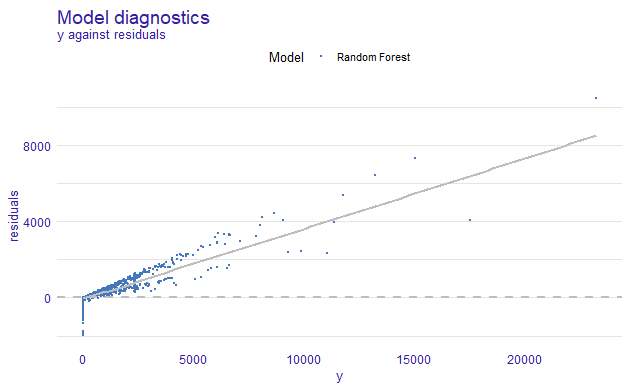 Model diagnostics
y against residuals
Model Random Forest
residuals
8000
4000
0
0 5000 10000 15000 20000
y